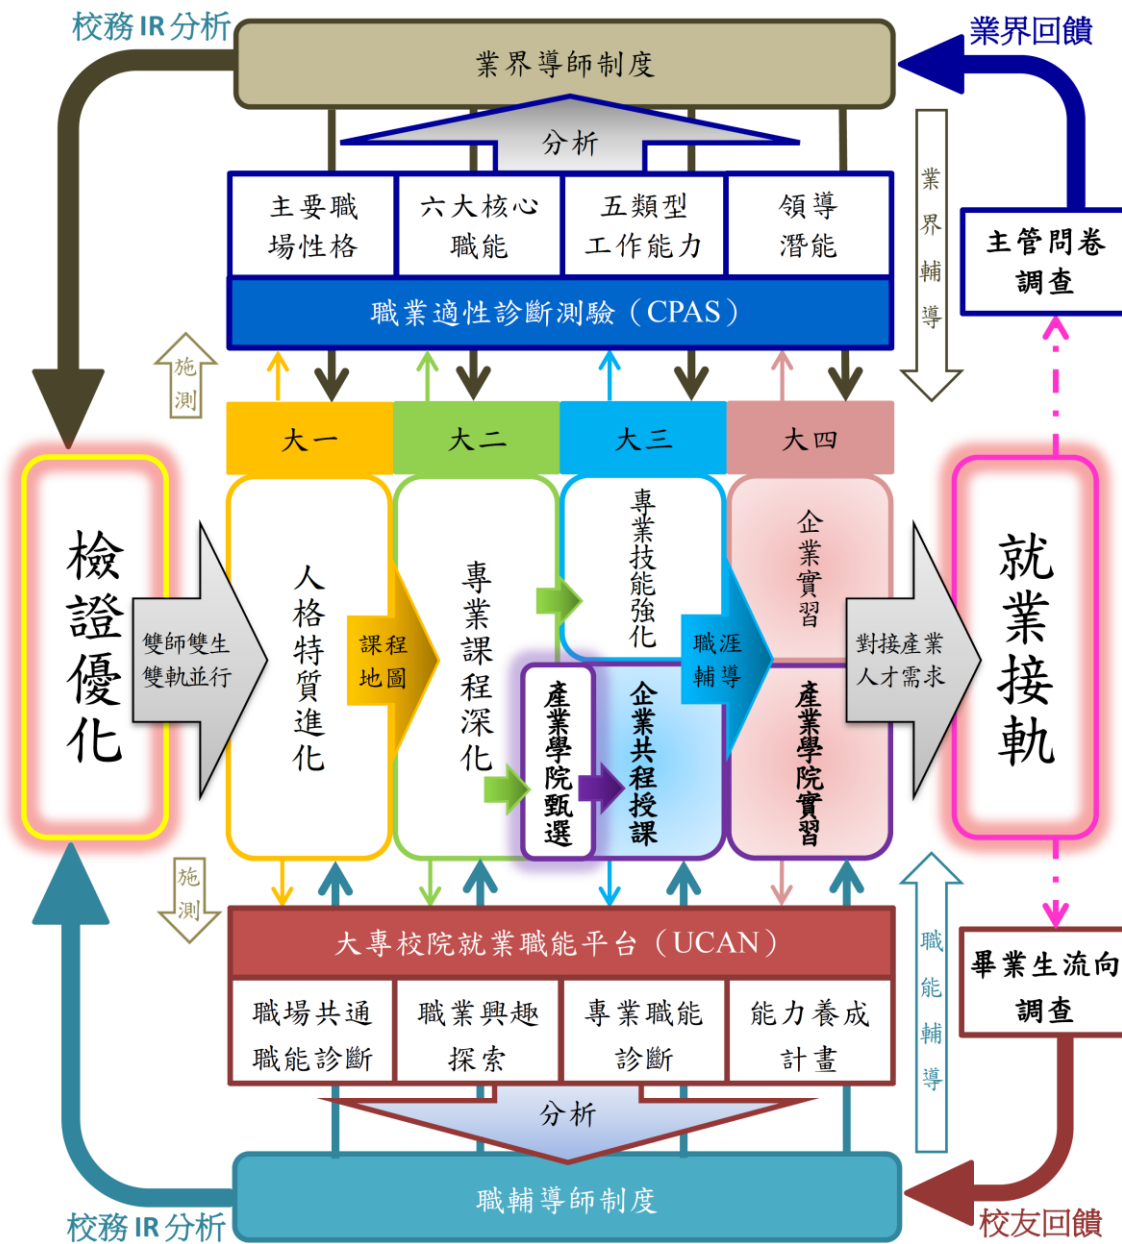 校務 IR 分析
業界導師制度
業界回饋
分析
主要職
場性格
六大核心
職能
五類型
工作能力
領導
潛能
業界輔導
主管問卷
調查
職業適性診斷測驗（CPAS）
施測
大一
大二
大三
大四
檢證優化
雙師雙生
雙軌並行
人格特質進化
課程
地圖
專業課程深化
產業學院甄選
專業技能強化
企業共程授課
職涯
輔導
企業實習
產業學院實習
對接產業
人才需求
就業接軌
施測
大專校院就業職能平台（UCAN）
職場共通
職能診斷
職業興趣
探索
專業職能
診斷
能力養成
計畫
職能輔導
畢業生流向
調查
分析
職輔導師制度
校務 IR 分析
校友回饋